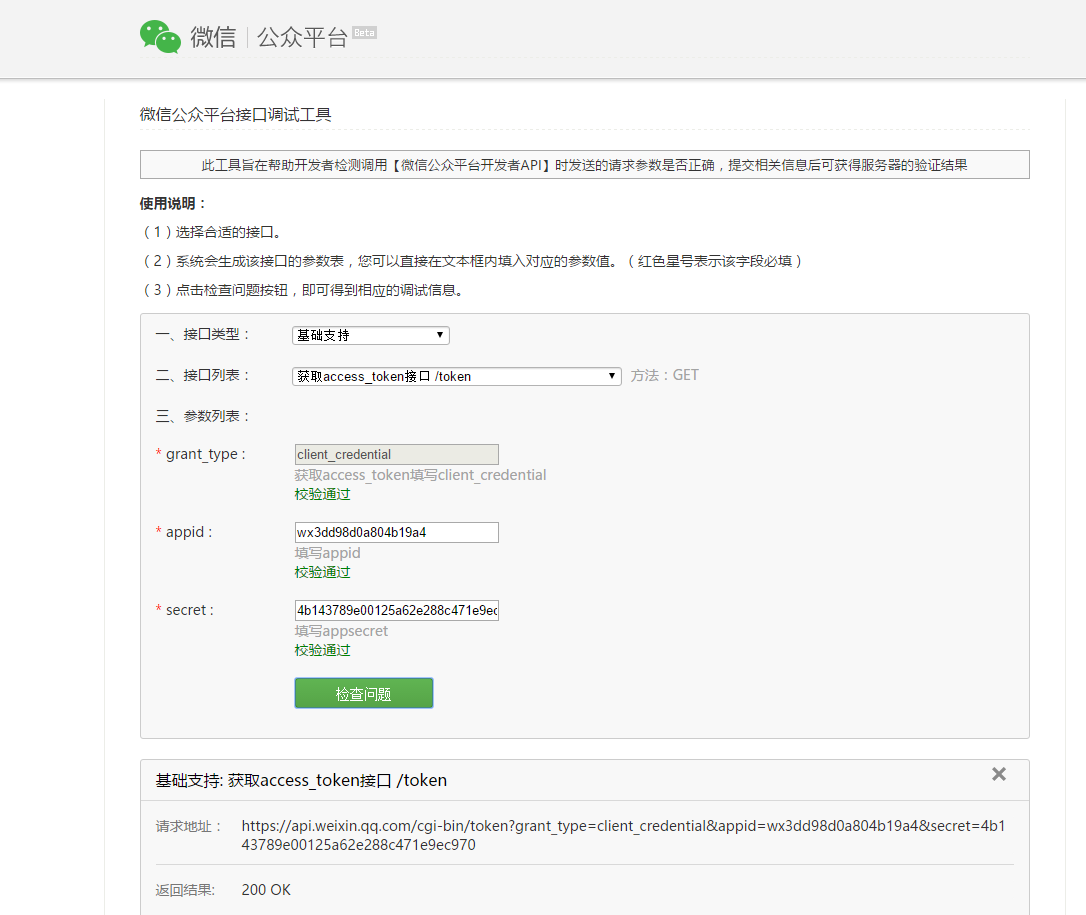 微信 公众平台 Beta
微信公众平台接口调试工具
此工具旨在帮助开发者检测调用【微信公众平台开发者API】时发送的请求参数是否正确，提交相关信息后可获得服务器的验证结果
使用说明：
（1）选择合适的接口。
（2）系统会生成该接口的参数表，您可以直接在文本框内填入对应的参数值。（红色星号表示该字段必填）
（3）点击检查问题按钮，即可得到相应的调试信息。
一、接口类型： 基础支持
二、接口列表： 获取access_token接口 /token 方法：GET
三、参数列表：
* grant_type : client_credential
获取access_token填写client_credential
校验通过
* appid : wx3dd98d0a804b19a4
填写appid
校验通过
* secret : 4b143789e00125a62e288c471e9ec
填写appsecret
校验通过
检查问题
基础支持: 获取access_token接口 /token
请求地址： https://api.weixin.qq.com/cgi-bin/token?grant_type=client_credential&appid=wx3dd98d0a804b19a4&secret=4b1
43789e00125a62e288c471e9ec970
返回结果: 200 OK